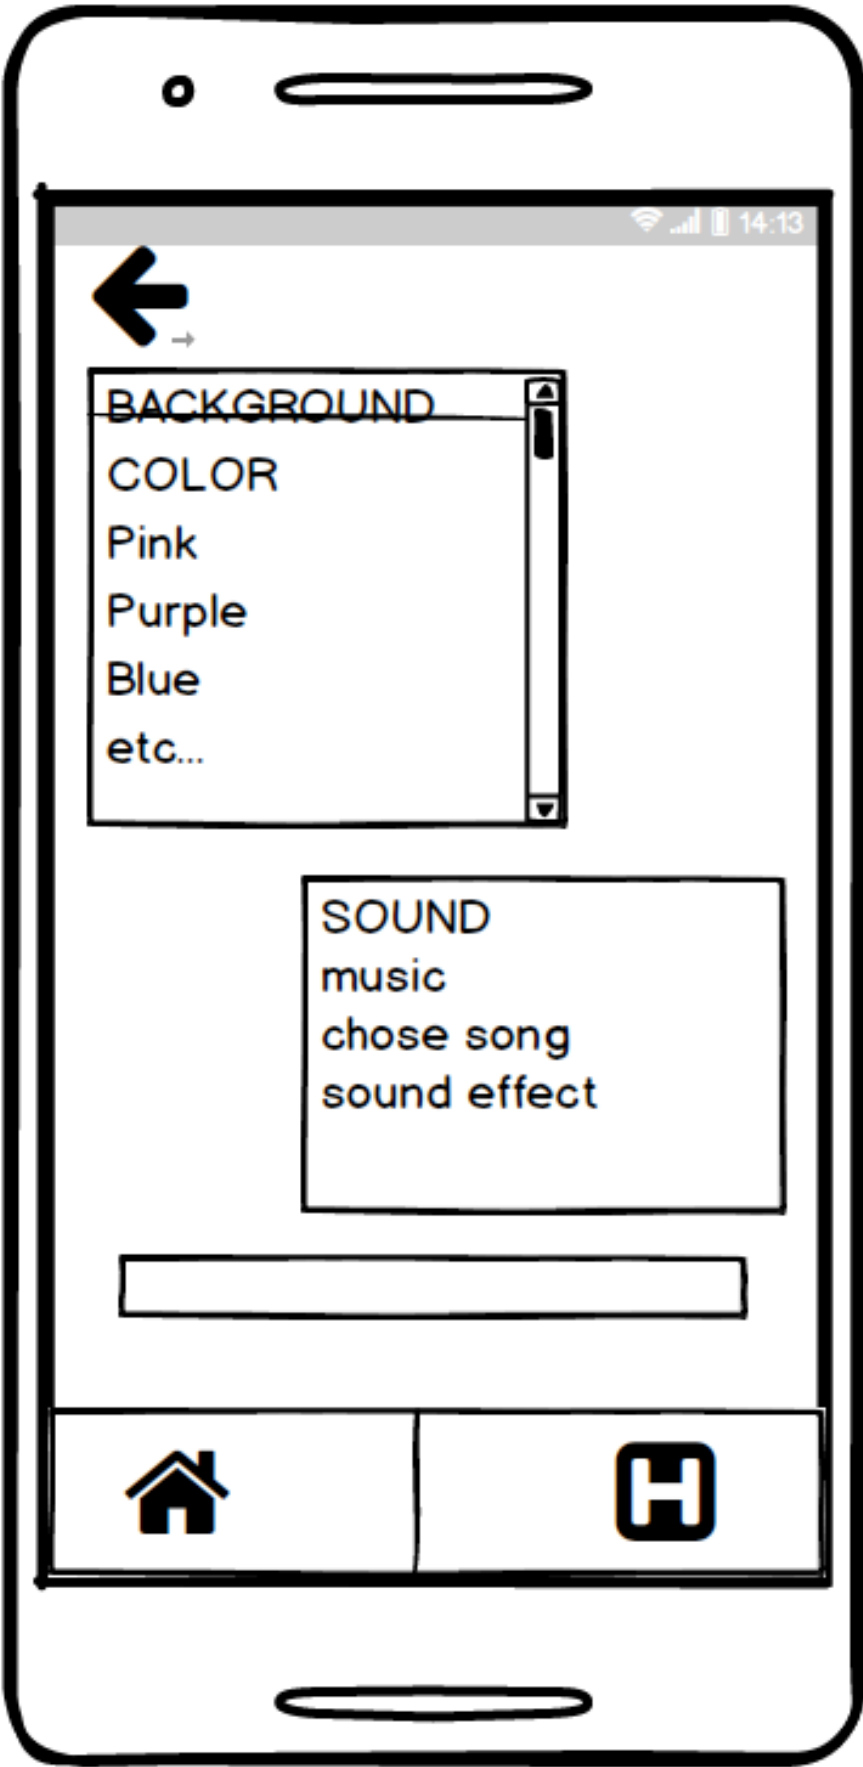 14:13
BACKGROUND
COLOR
Pink
Purple
Blue
etc...
SOUND
music
chose song
sound effect
H